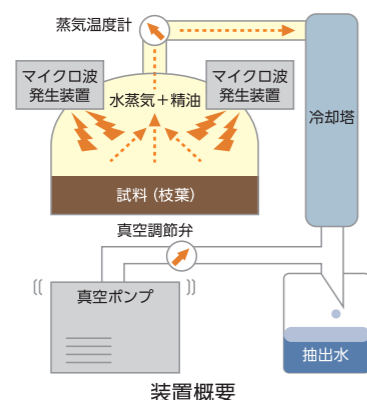 蒸気温度計
マイクロ波
発生装置
水蒸気＋精油
マイクロ波
発生装置
冷却塔
試料（枝葉）
真空調節弁
真空ポンプ
抽出水
装置概要